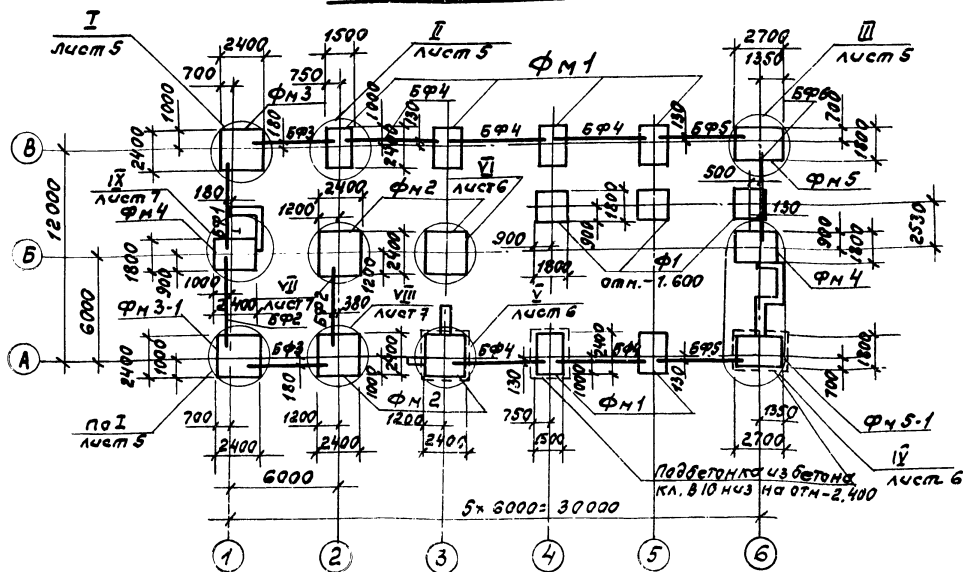 I
лист 5
II
лист 5
III
лист 5
2400
700
1500
750
2700
1350
Фм3
Фм1
БФ4
1000
180
БФ3
1000
130
2400
БФ4
БФ4
130
БФ5
700
1800
В
2400
IX
лист 7
180
Фм4
БФ1
2400
1200
Фм2
VI
лист 6
500
Фм5
130
1800
900
2530
12000
Б
1800
900
1000
2400
1200
900
1800
Ф1
отм.-1.600
900
1800
Фм4
6000
Фм3-1
VII
лист 7
2400
БФ2
БФ2
380
VIII
лист 7
V
лист 6
А
2400
1000
БФ3
180
1000
2400
БФ4
130
1000
2400
БФ4
130
БФ5
1800
700
по I
лист 5
700
2400
1200
2400
Фм2
1200
2400
750
1500
Фм1
1350
2700
Фм5-1
IV
лист 6
6000
Подбетонка из бетона
кл. В10 низ на отм-2.400
5×6000=30000
1
2
3
4
5
6